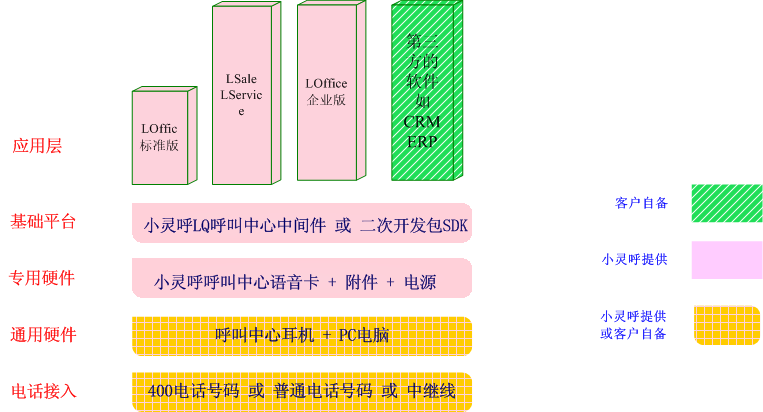 LOffic
标准版
LSale
LServic
e
LOffice
企业版
第三
方的
软件
如
CRM
ERP
应用层
基础平台
小灵呼LQ呼叫中心中间件 或 二次开发包SDK
专用硬件
小灵呼呼叫中心语音卡 + 附件 + 电源
通用硬件
呼叫中心耳机 + PC电脑
电话接入
400电话号码 或 普通电话号码 或 中继线
客户自备
小灵呼提供
小灵呼提供
或客户自备